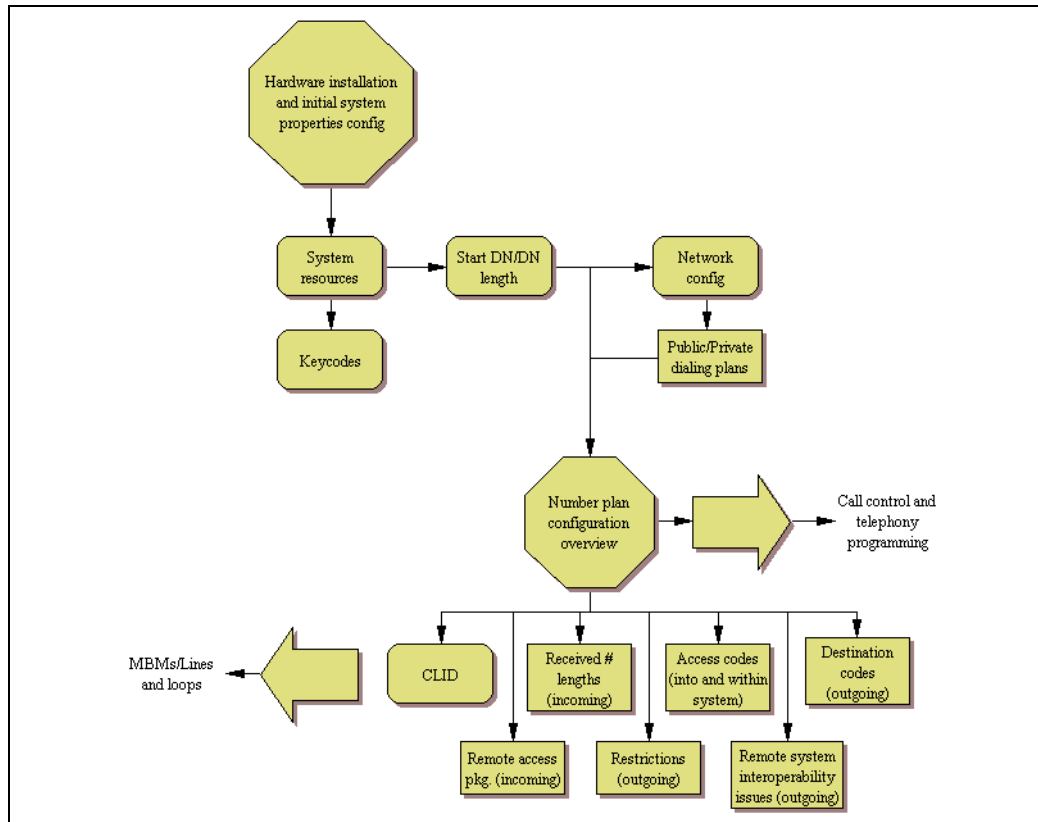 Hardware installation
and initial system
properties config
System
resources
Start DN/DN
length
Network
config
Keycodes
Public/Private
dialing plans
Number plan
configuration
overview
Call control and
telephony
programming
MBMs/Lines
and loops
CLID
Received #
lengths
(incoming)
Access codes
(into and within
system)
Destination
codes
(outgoing)
Remote access
pkg. (incoming)
Restrictions
(outgoing)
Remote system
interoperability
issues (outgoing)